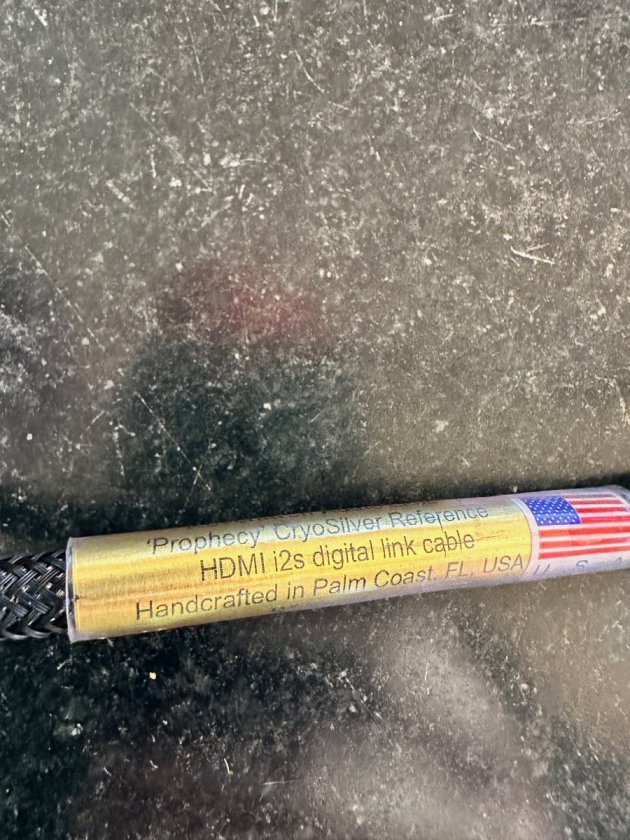 'Prophecy' CryoSilver Reference
HDMI i2s digital link cable
Handcrafted in Palm Coast, FL, USA